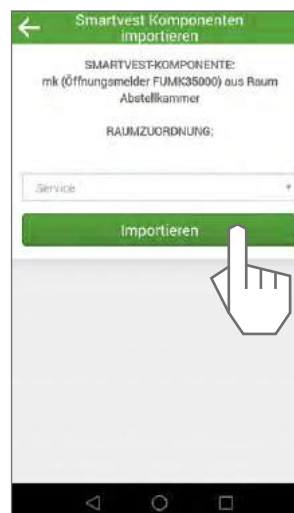 Smartvest Komponenten
importieren
SMARTVEST-KOMPONENTE:
mk (Öffnungsmelder FUMK35000) aus Raum
Abstellkammer
RAUMZUORDNUNG:
Service
Importieren